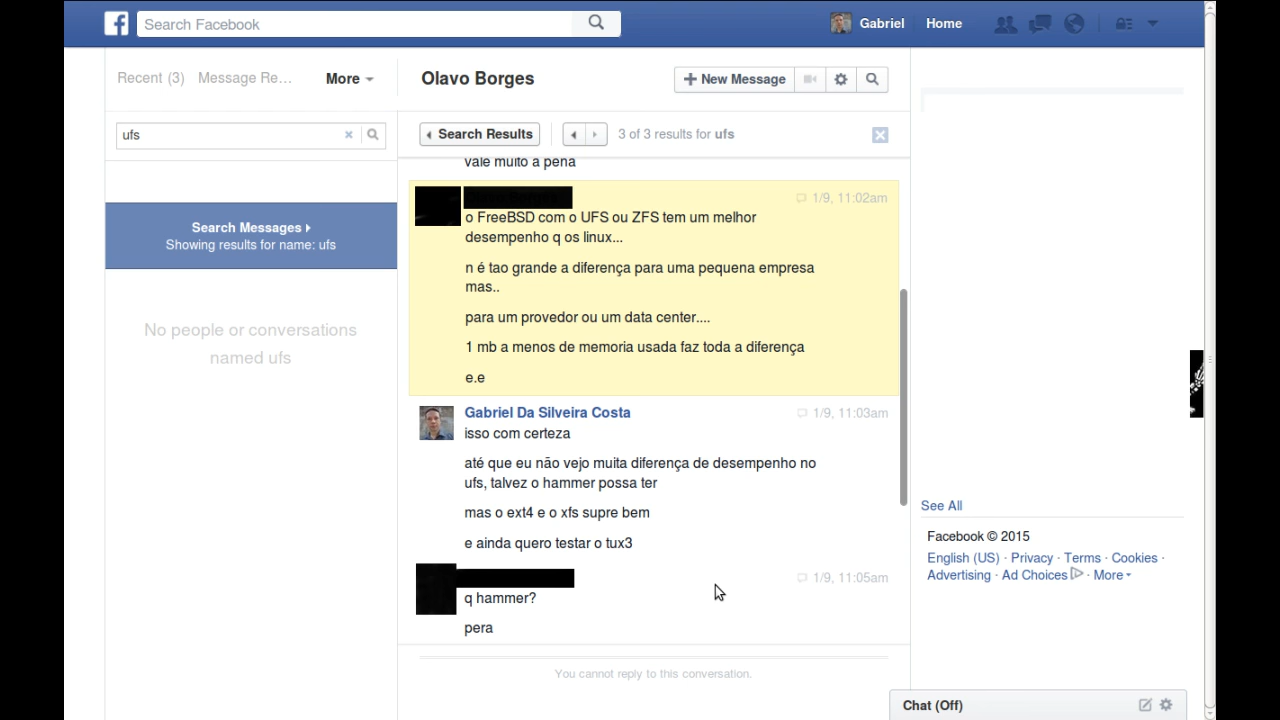 Search Facebook
Gabriel Home
Recent (3) Message Re... More
Olavo Borges
New Message
ufs
Search Results
3 of 3 results for ufs
Search Messages
Showing results for name: ufs
No people or conversations
named ufs
vale muito a pena
1/9, 11:02am
o FreeBSD com o UFS ou ZFS tem um melhor
desempenho q os linux...
n é tao grande a diferença para uma pequena empresa
mas..
para um provedor ou um data center....
1 mb a menos de memoria usada faz toda a diferença
e.e
Gabriel Da Silveira Costa 1/9, 11:03am
isso com certeza
até que eu não vejo muita diferença de desempenho no
ufs, talvez o hammer possa ter
mas o ext4 e o xfs supre bem
e ainda quero testar o tux3
1/9, 11:05am
q hammer?
pera
You cannot reply to this conversation.
See All
Facebook © 2015
English (US) · Privacy · Terms · Cookies ·
Advertising · Ad Choices · More
Chat (Off)